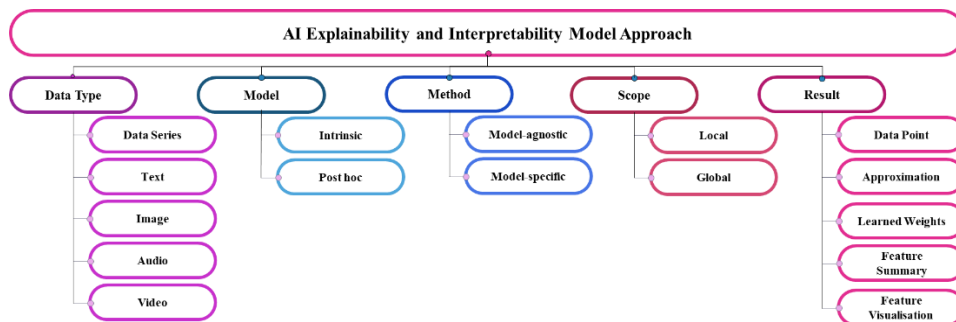 AI Explainability and Interpretability Model Approach
Data Type
Model
Method
Scope
Result
Data Series
Text
Image
Audio
Video
Intrinsic
Post hoc
Model-agnostic
Model-specific
Local
Global
Data Point
Approximation
Learned Weights
Feature
Summary
Feature
Visualisation